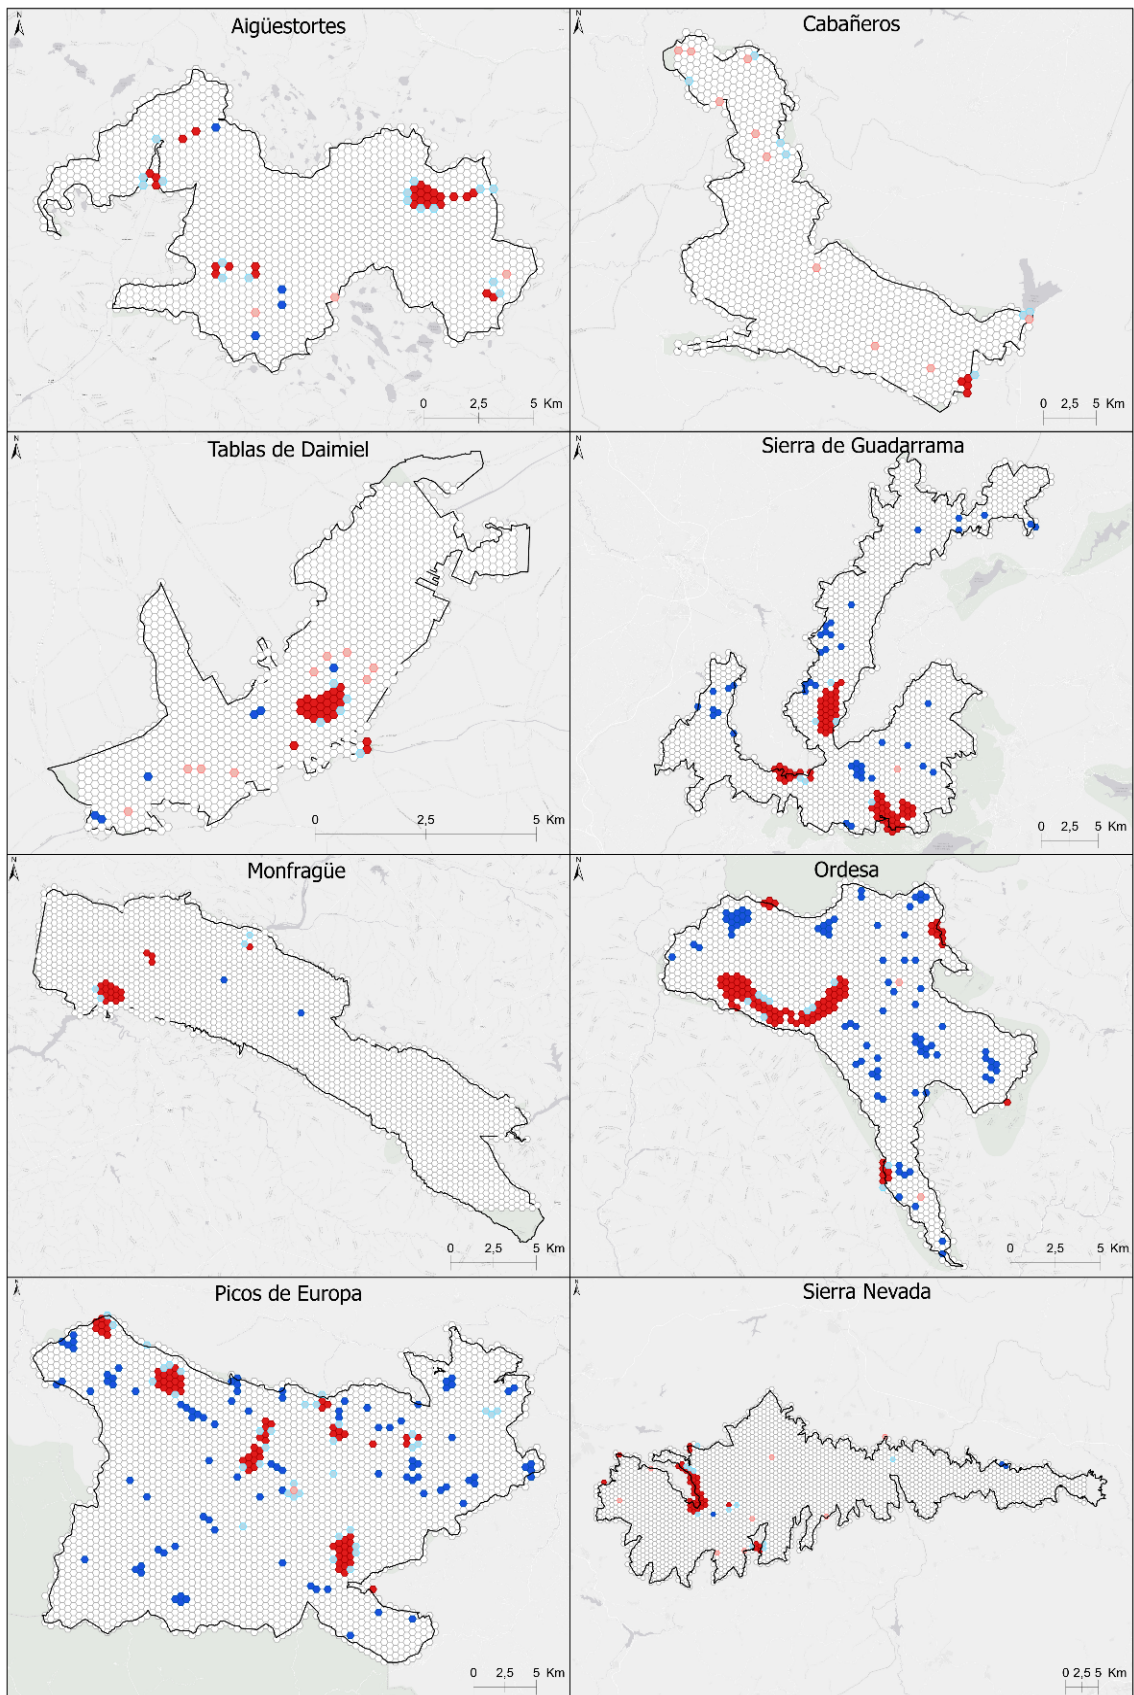 N
Aigüestortes
0 2,5 5 Km
N
Cabañeros
0 2,5 5 Km
N
Tablas de Daimiel
0 2,5 5 Km
N
Sierra de Guadarrama
0 2,5 5 Km
N
Monfragüe
0 2,5 5 Km
N
Ordesa
0 2,5 5 Km
N
Picos de Europa
0 2,5 5 Km
N
Sierra Nevada
0 2,5 5 Km